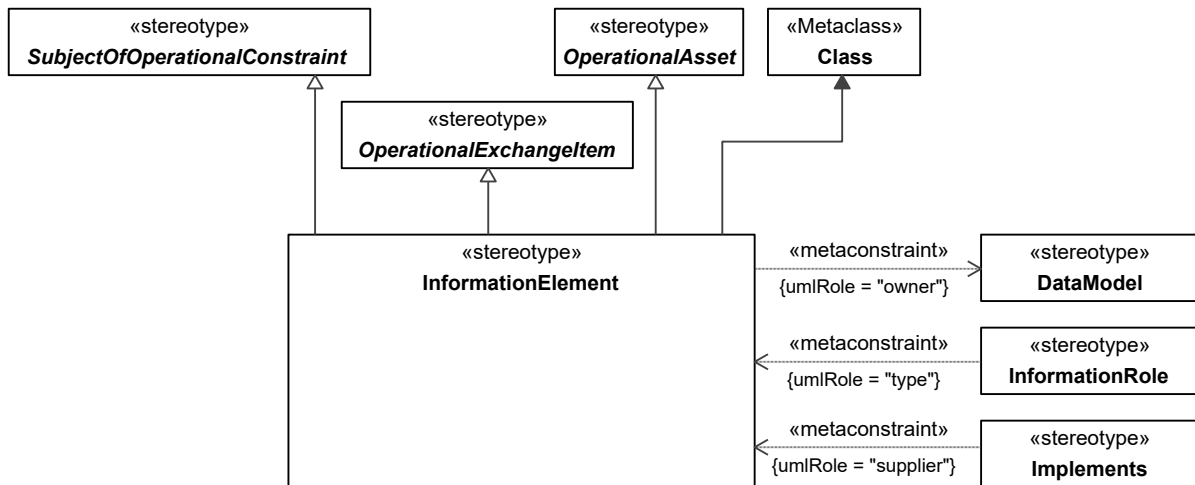 «stereotype»
SubjectOfOperationalConstraint
«stereotype»
OperationalAsset
«Metaclass»
Class
«stereotype»
OperationalExchangeItem
«stereotype»
InformationElement
«metaconstraint»
{umlRole = "owner"}
«stereotype»
DataModel
«metaconstraint»
{umlRole = "type"}
«stereotype»
InformationRole
«metaconstraint»
{umlRole = "supplier"}
«stereotype»
Implements